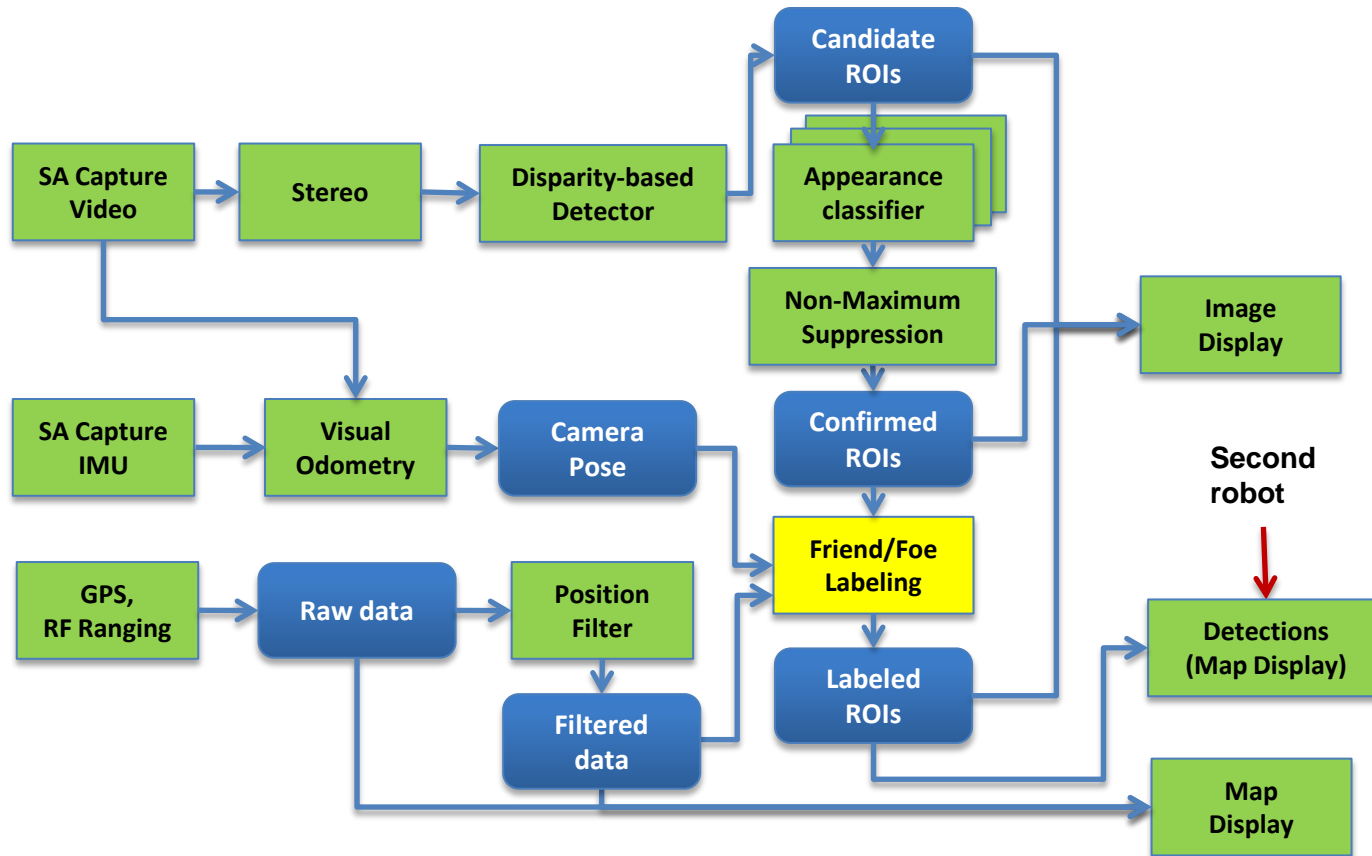 Candidate
ROIs
SA Capture
Video
Stereo
Disparity-based
Detector
Appearance
classifier
Non-Maximum
Suppression
Image
Display
SA Capture
IMU
Visual
Odometry
Camera
Pose
Confirmed
ROIs
Second
robot
GPS,
RF Ranging
Raw data
Position
Filter
Friend/Foe
Labeling
Detections
(Map Display)
Filtered
data
Labeled
ROIs
Map
Display